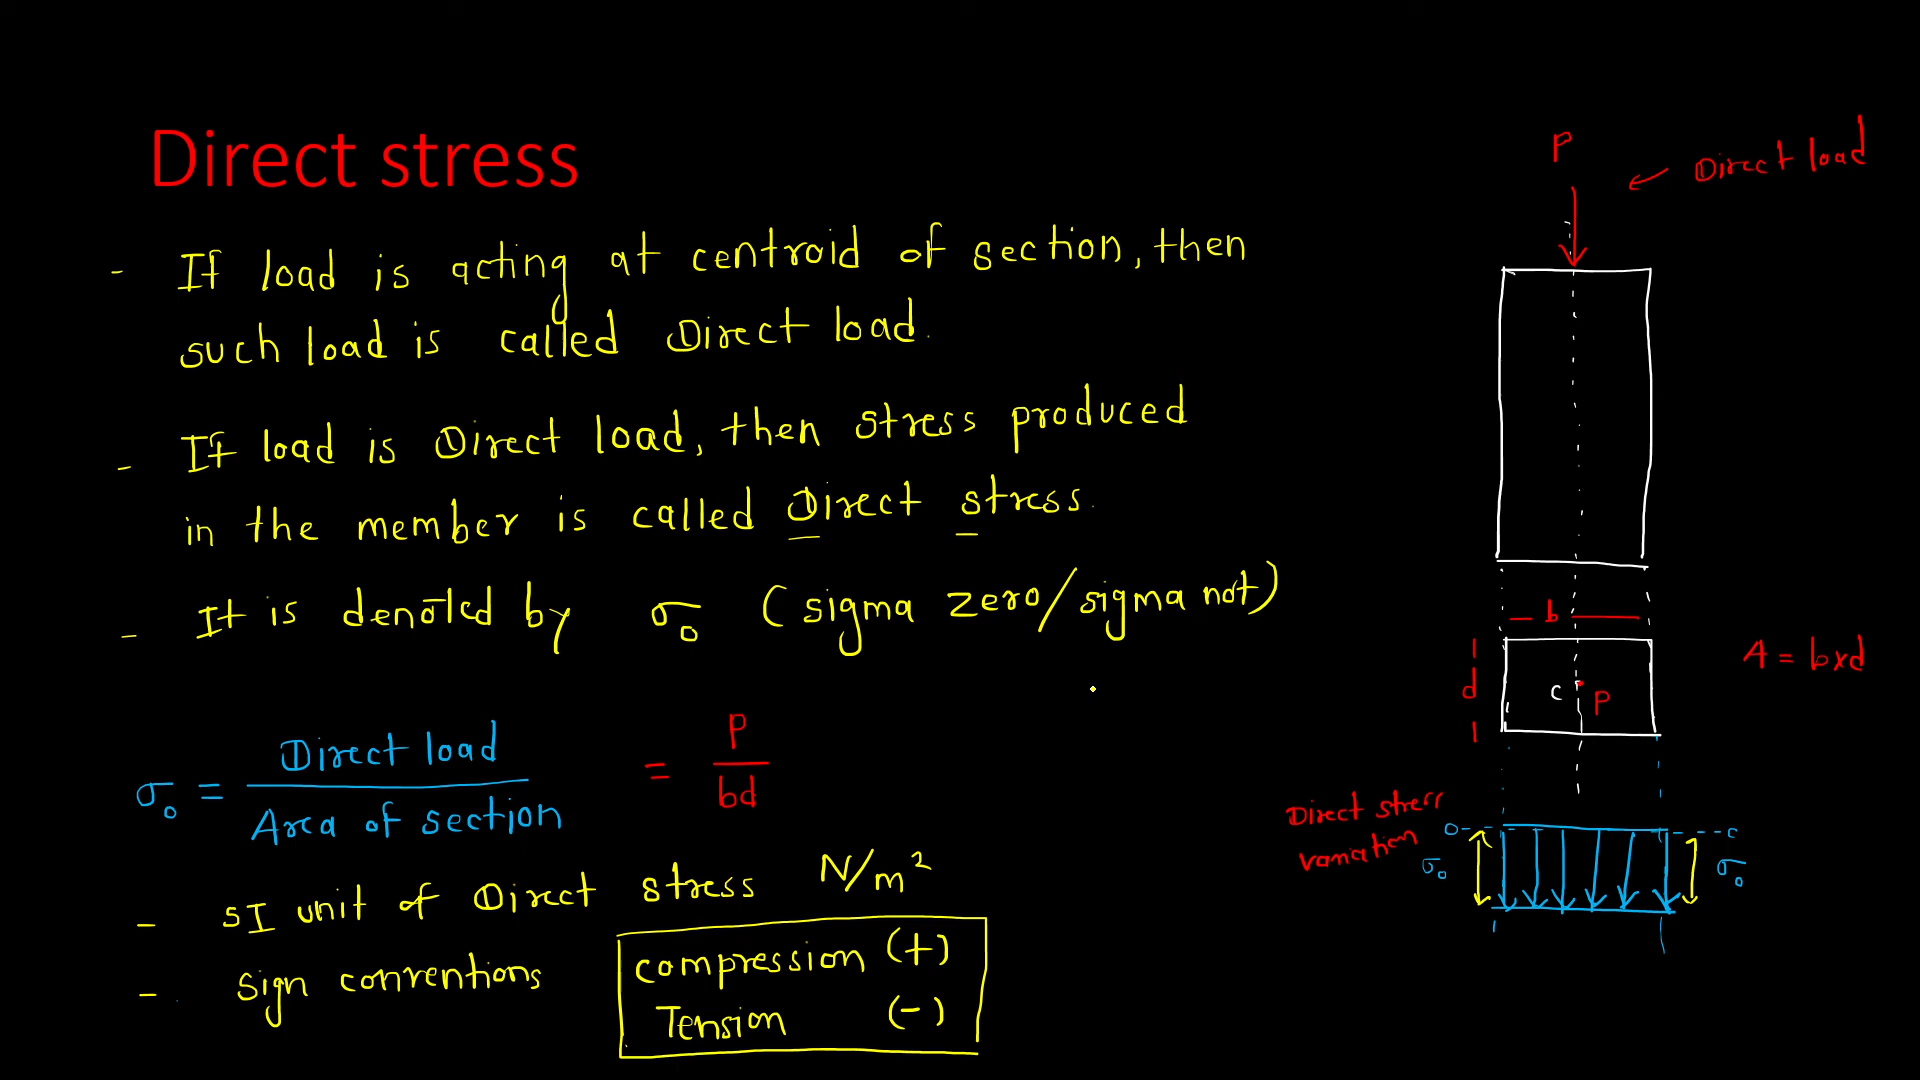 Direct stress
- If load is acting at centroid of section, then
such load is called Direct load.
- If load is Direct load, then stress produced
in the member is called Direct stress.
- It is denoted by σ₀ (sigma zero/sigma not)
σ₀ = Direct load / Area of section = P / bd
- SI unit of Direct stress N/m²
- sign conventions
compression (+)
Tension (-)
P
Direct load
b
d
c P
A = b×d
Direct stress
variation
o
σ₀
σ₀